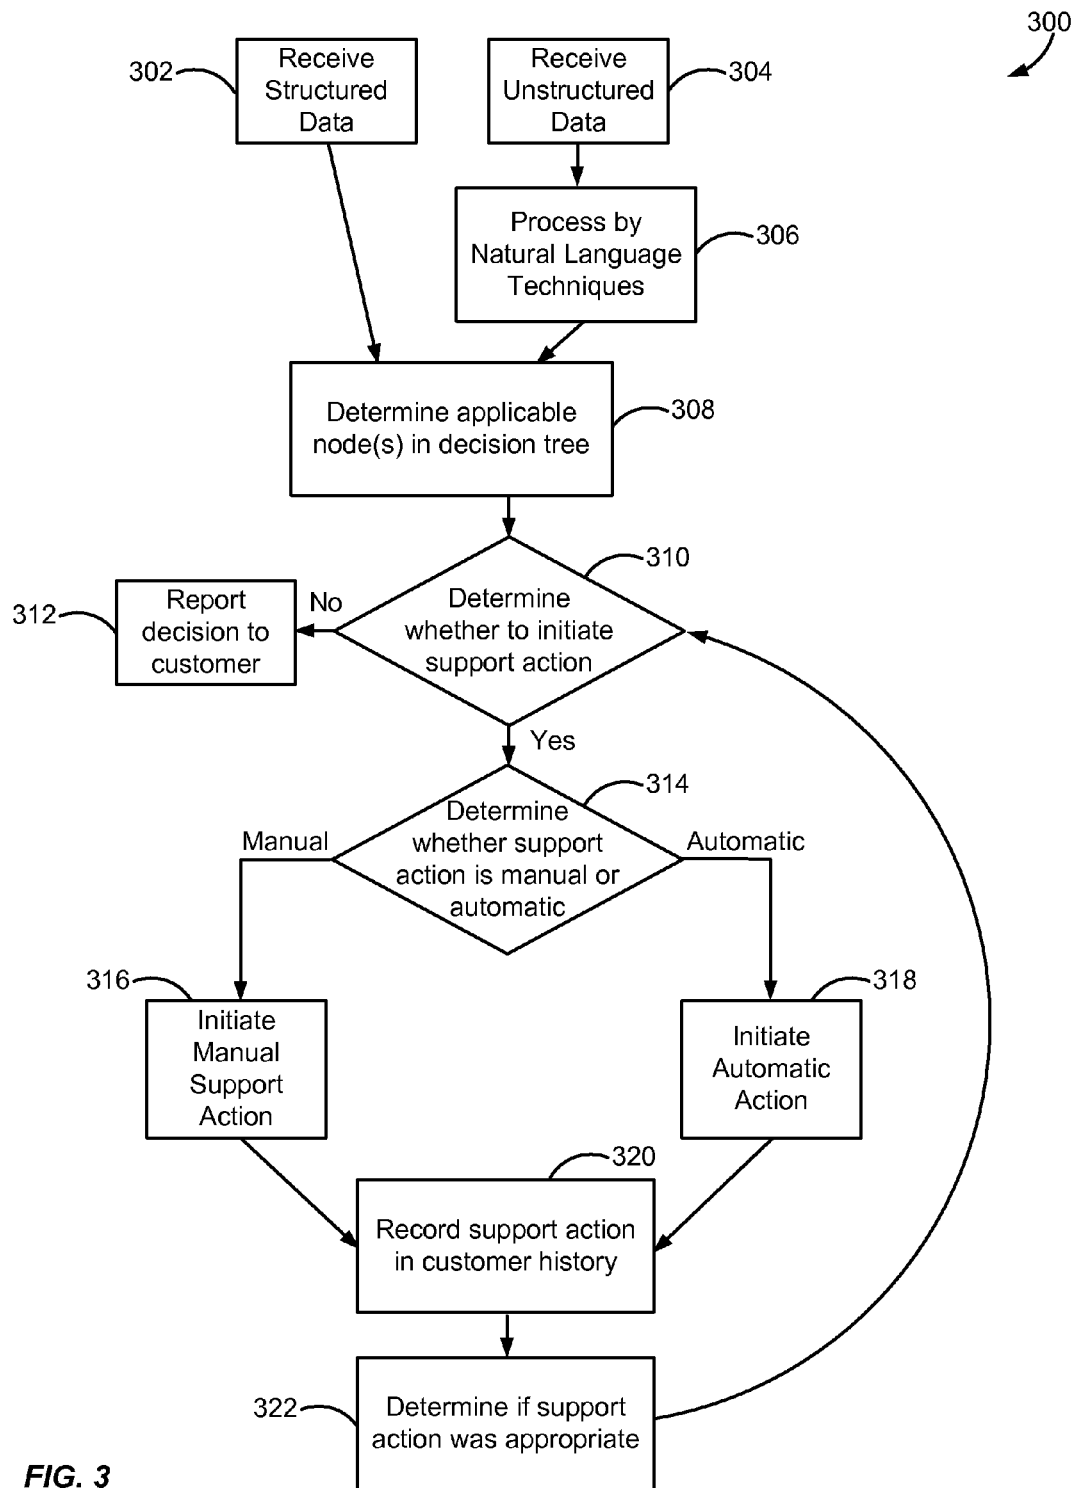 300
302
Receive
Structured
Data
Receive
Unstructured
Data
304
Process by
Natural Language
Techniques
306
Determine applicable
node(s) in decision tree
308
310
Determine
whether to initiate
support action
No
312
Report
decision to
customer
Yes
314
Determine
whether support
action is manual or
automatic
Manual
Automatic
316
Initiate
Manual
Support
Action
318
Initiate
Automatic
Action
320
Record support action
in customer history
322
Determine if support
action was appropriate
FIG. 3